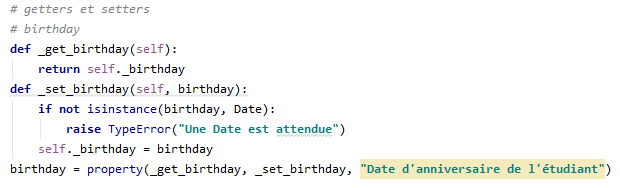 # getters et setters
# birthday
def _get_birthday(self):
    return self._birthday
def _set_birthday(self, birthday):
    if not isinstance(birthday, Date):
        raise TypeError("Une Date est attendue")
    self._birthday = birthday
birthday = property(_get_birthday, _set_birthday, "Date d'anniversaire de l'étudiant")